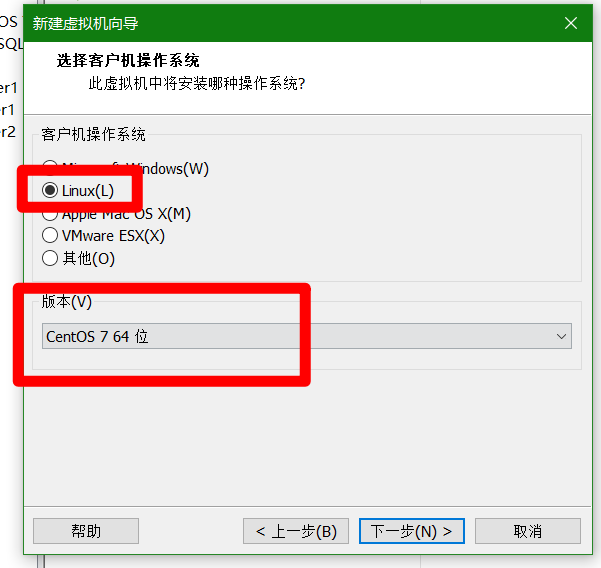 OS
新建虚拟机向导
SQL
选择客户机操作系统
此虚拟机中将安装哪种操作系统?
er1
er1
er2
客户机操作系统
Microsoft Windows(W)
Linux(L)
Apple Mac OS X(M)
VMware ESX(X)
其他(O)
版本(V)
CentOS 7 64 位
帮助
< 上一步(B)
下一步(N) >
取消